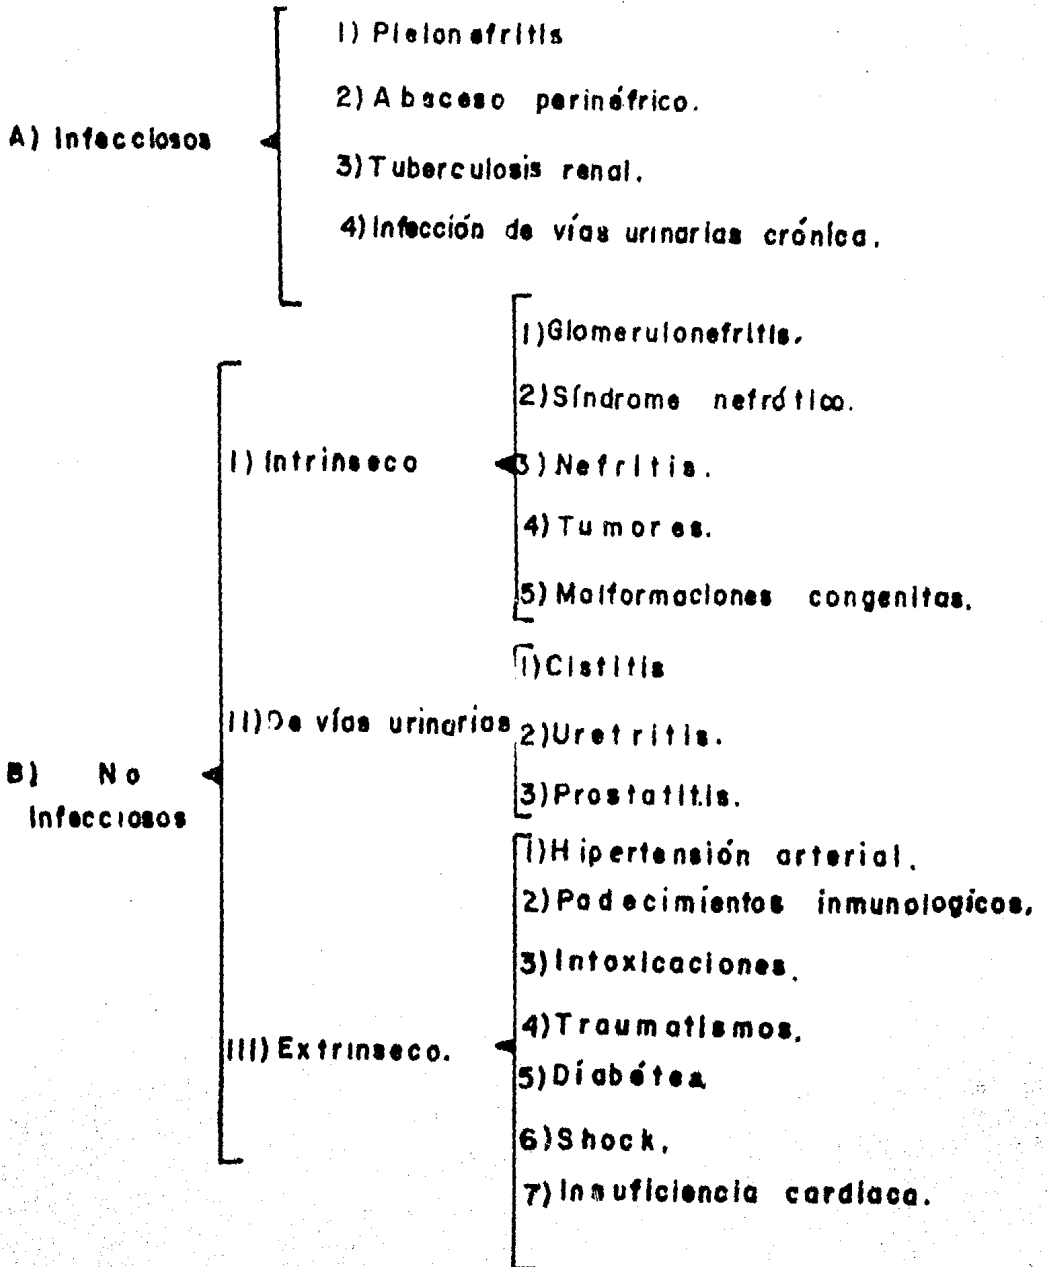 A) Infecciosos
1) Pielonefritis
2) Abaceso perinéfrico.
3) Tuberculosis renal.
4) Infección de vías urinarias crónica.
B) No
Infecciosos
I) Intrinseco
1) Glomerulonefritis.
2) Síndrome nefrótico.
3) Nefritis.
4) Tumores.
5) Malformaciones congenitas.
II) De vías urinarias
1) Cistitis
2) Uretritis.
3) Prostatitis.
III) Extrinseco.
1) Hipertensión arterial.
2) Padecimientos inmunologicos.
3) Intoxicaciones.
4) Traumatismos.
5) Diabétes
6) Shock.
7) Insuficiencia cardiaca.